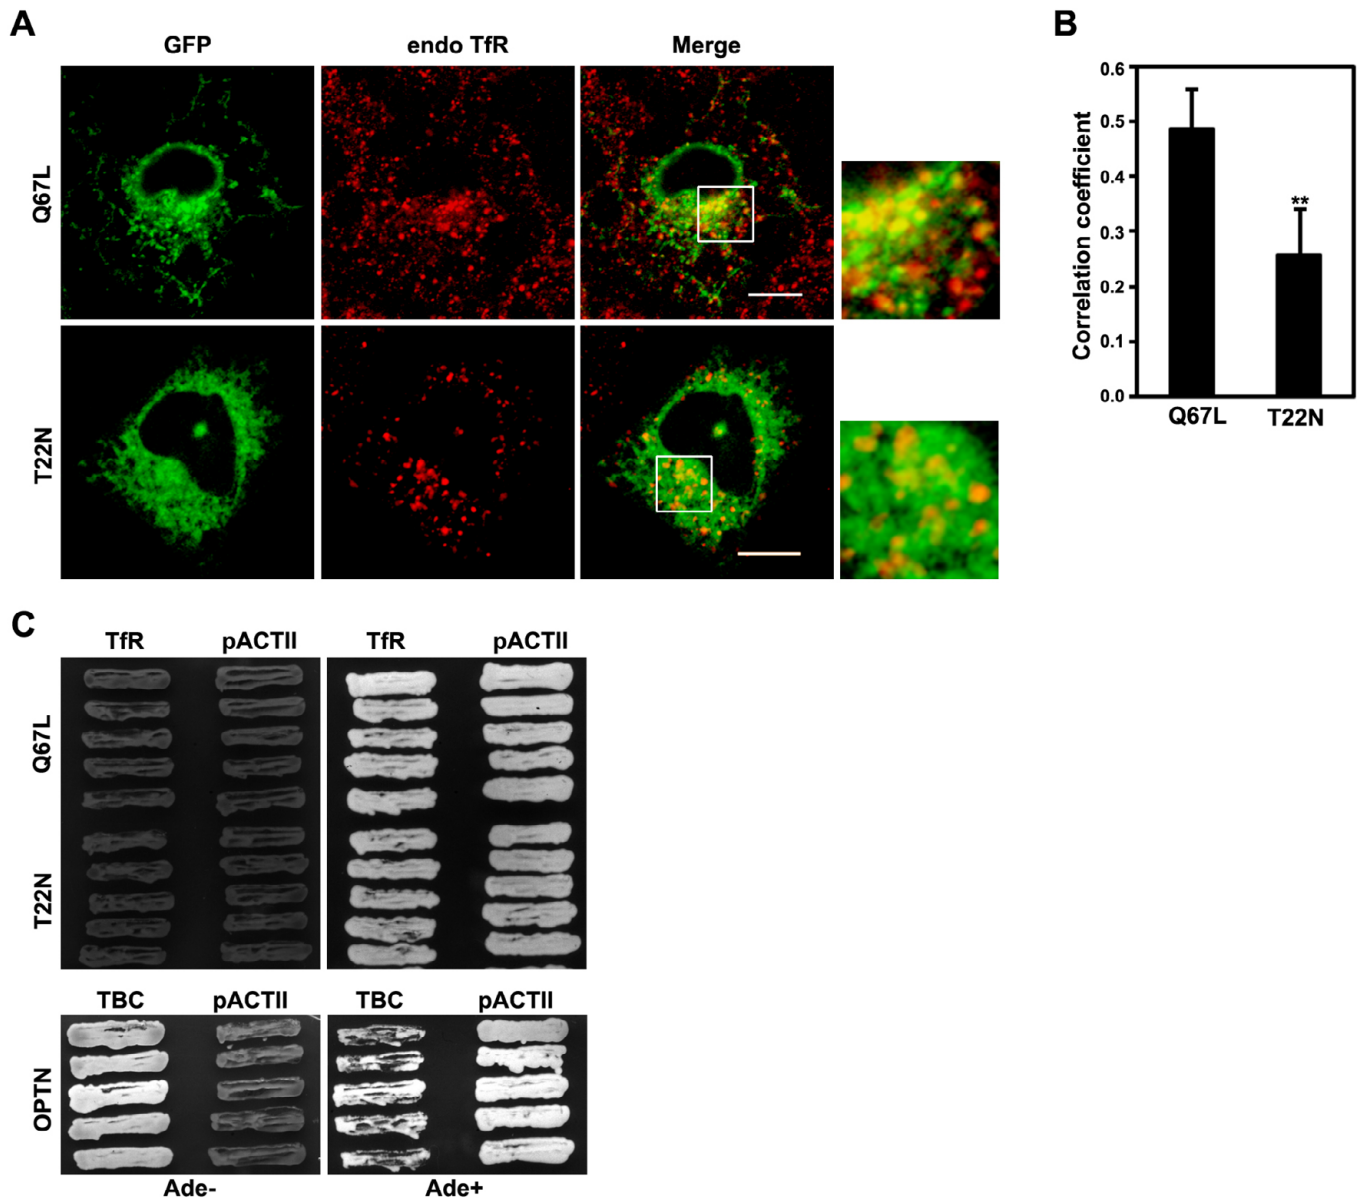 A
GFP endo TfR Merge
Q67L
T22N
B
Correlation coefficient
0.6
0.5
0.4
0.3
0.2
0.1
0.0
**
Q67L T22N
C
TfR pACTII TfR pACTII
Q67L
T22N
TBC pACTII TBC pACTII
OPTN
Ade- Ade+